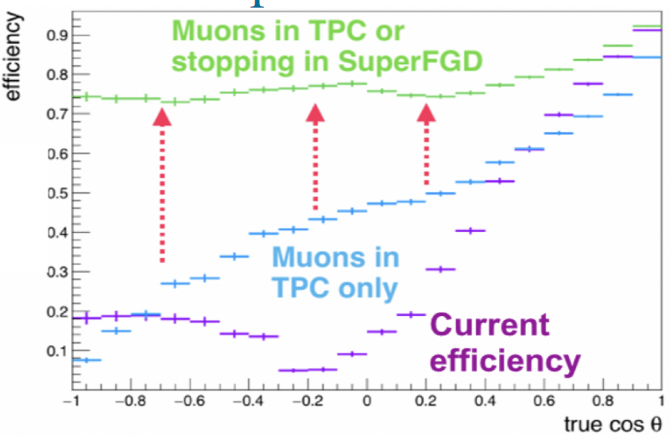 Muons in TPC or
stopping in SuperFGD
efficiency
0.9
0.8
0.7
0.6
0.5
0.4
0.3
0.2
0.1
Muons in
TPC only
Current
efficiency
−1 −0.8 −0.6 −0.4 −0.2 0 0.2 0.4 0.6 0.8 1
true cos θ